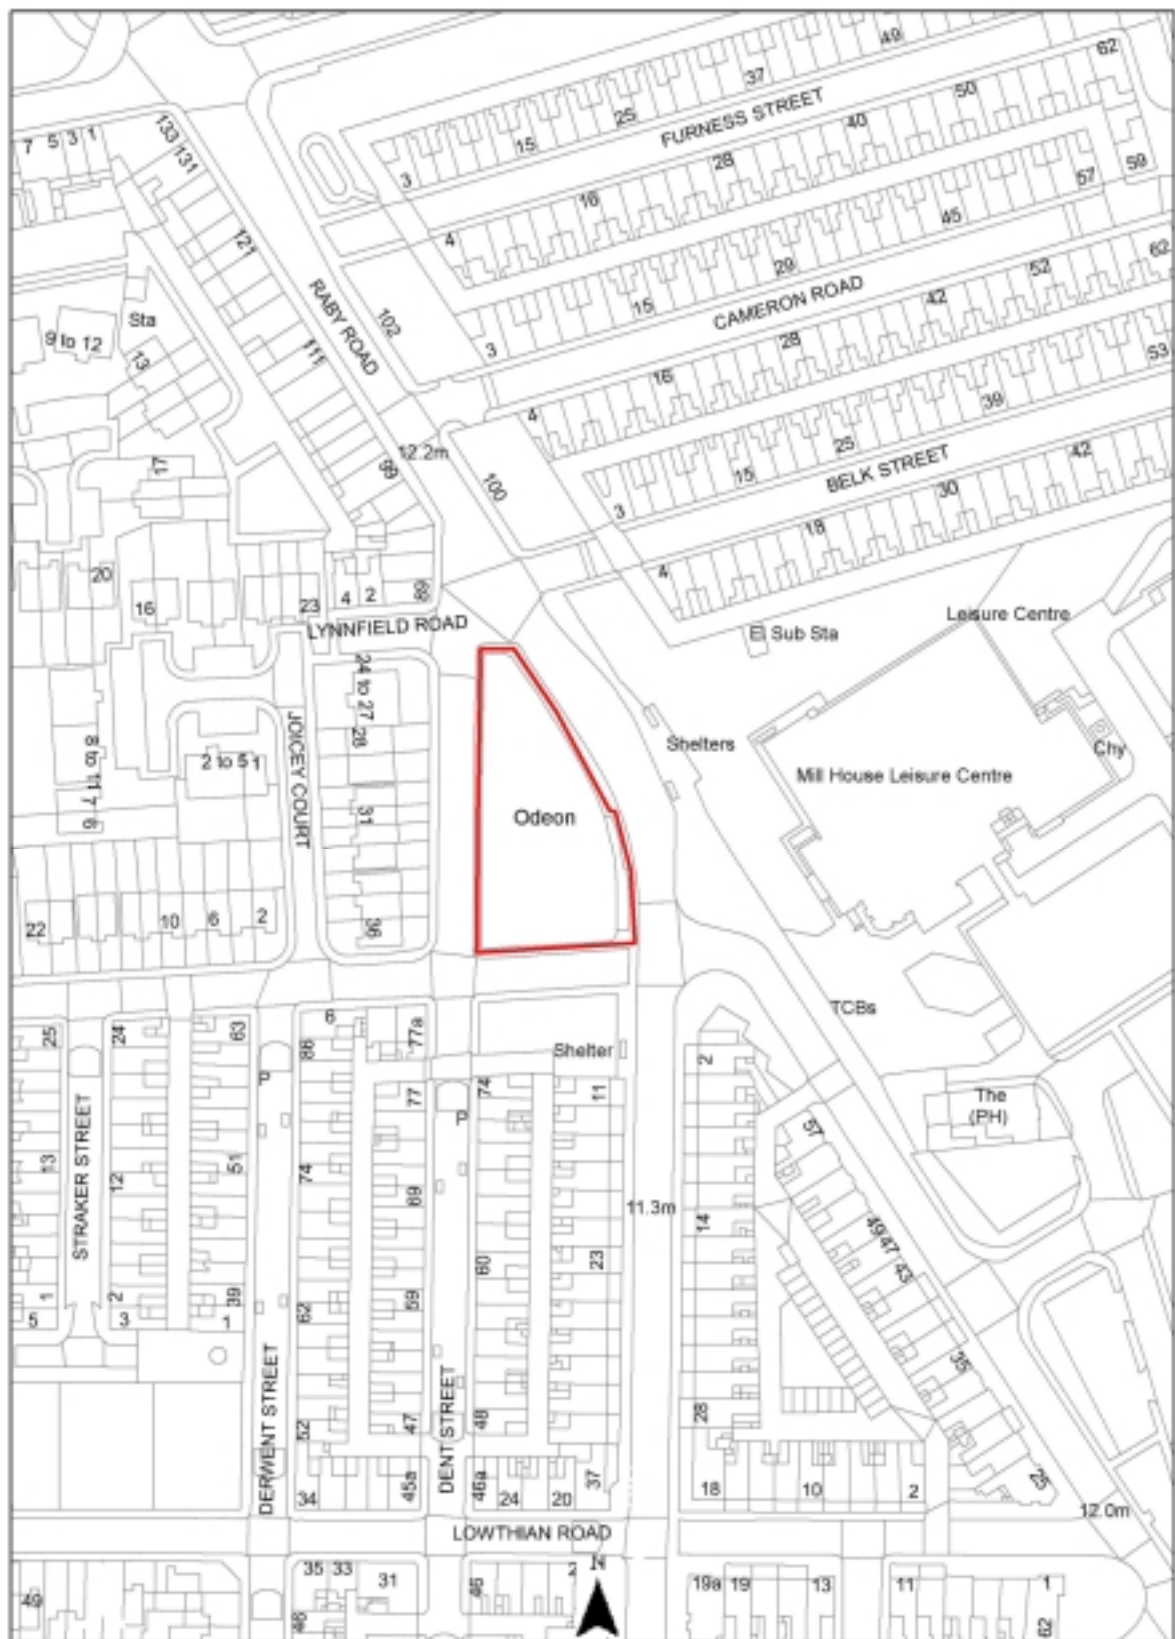 49
62
37
25
FURNESS STREET
50
133
131
7 5 3 1
15
40
3
28
59
57
16
4
45
121
29
RABY ROAD
102
15
CAMERON ROAD
52
62
Sta
42
9 to 12
13
3
28
53
111
16
4
39
12.2m
25
99
17
100
15
BELK STREET
42
3
30
18
20
4
16
23
4 2
89
LYNNFIELD ROAD
Leisure Centre
El Sub Sta
24 to 27
28
JOICEY COURT
8 to 11
7
6
2 to 5 1
31
Shelters
Chy
Mill House Leisure Centre
Odeon
22
10
6
2
36
TCBs
25
24
63
6
77a
86
Shelter
2
P
77
74
11
The
(PH)
P
57
STRAKER STREET
13
12
51
74
69
11.3m
14
49
47
43
60
23
1
2
39
62
59
5
3
1
35
DERWENT STREET
DENT STREET
52
47
48
28
34
45a
46a
24
20
37
18
10
2
25
12.0m
LOWTHIAN ROAD
N
49
35 33
31
46
46
2
19a 19
13
11
1
62